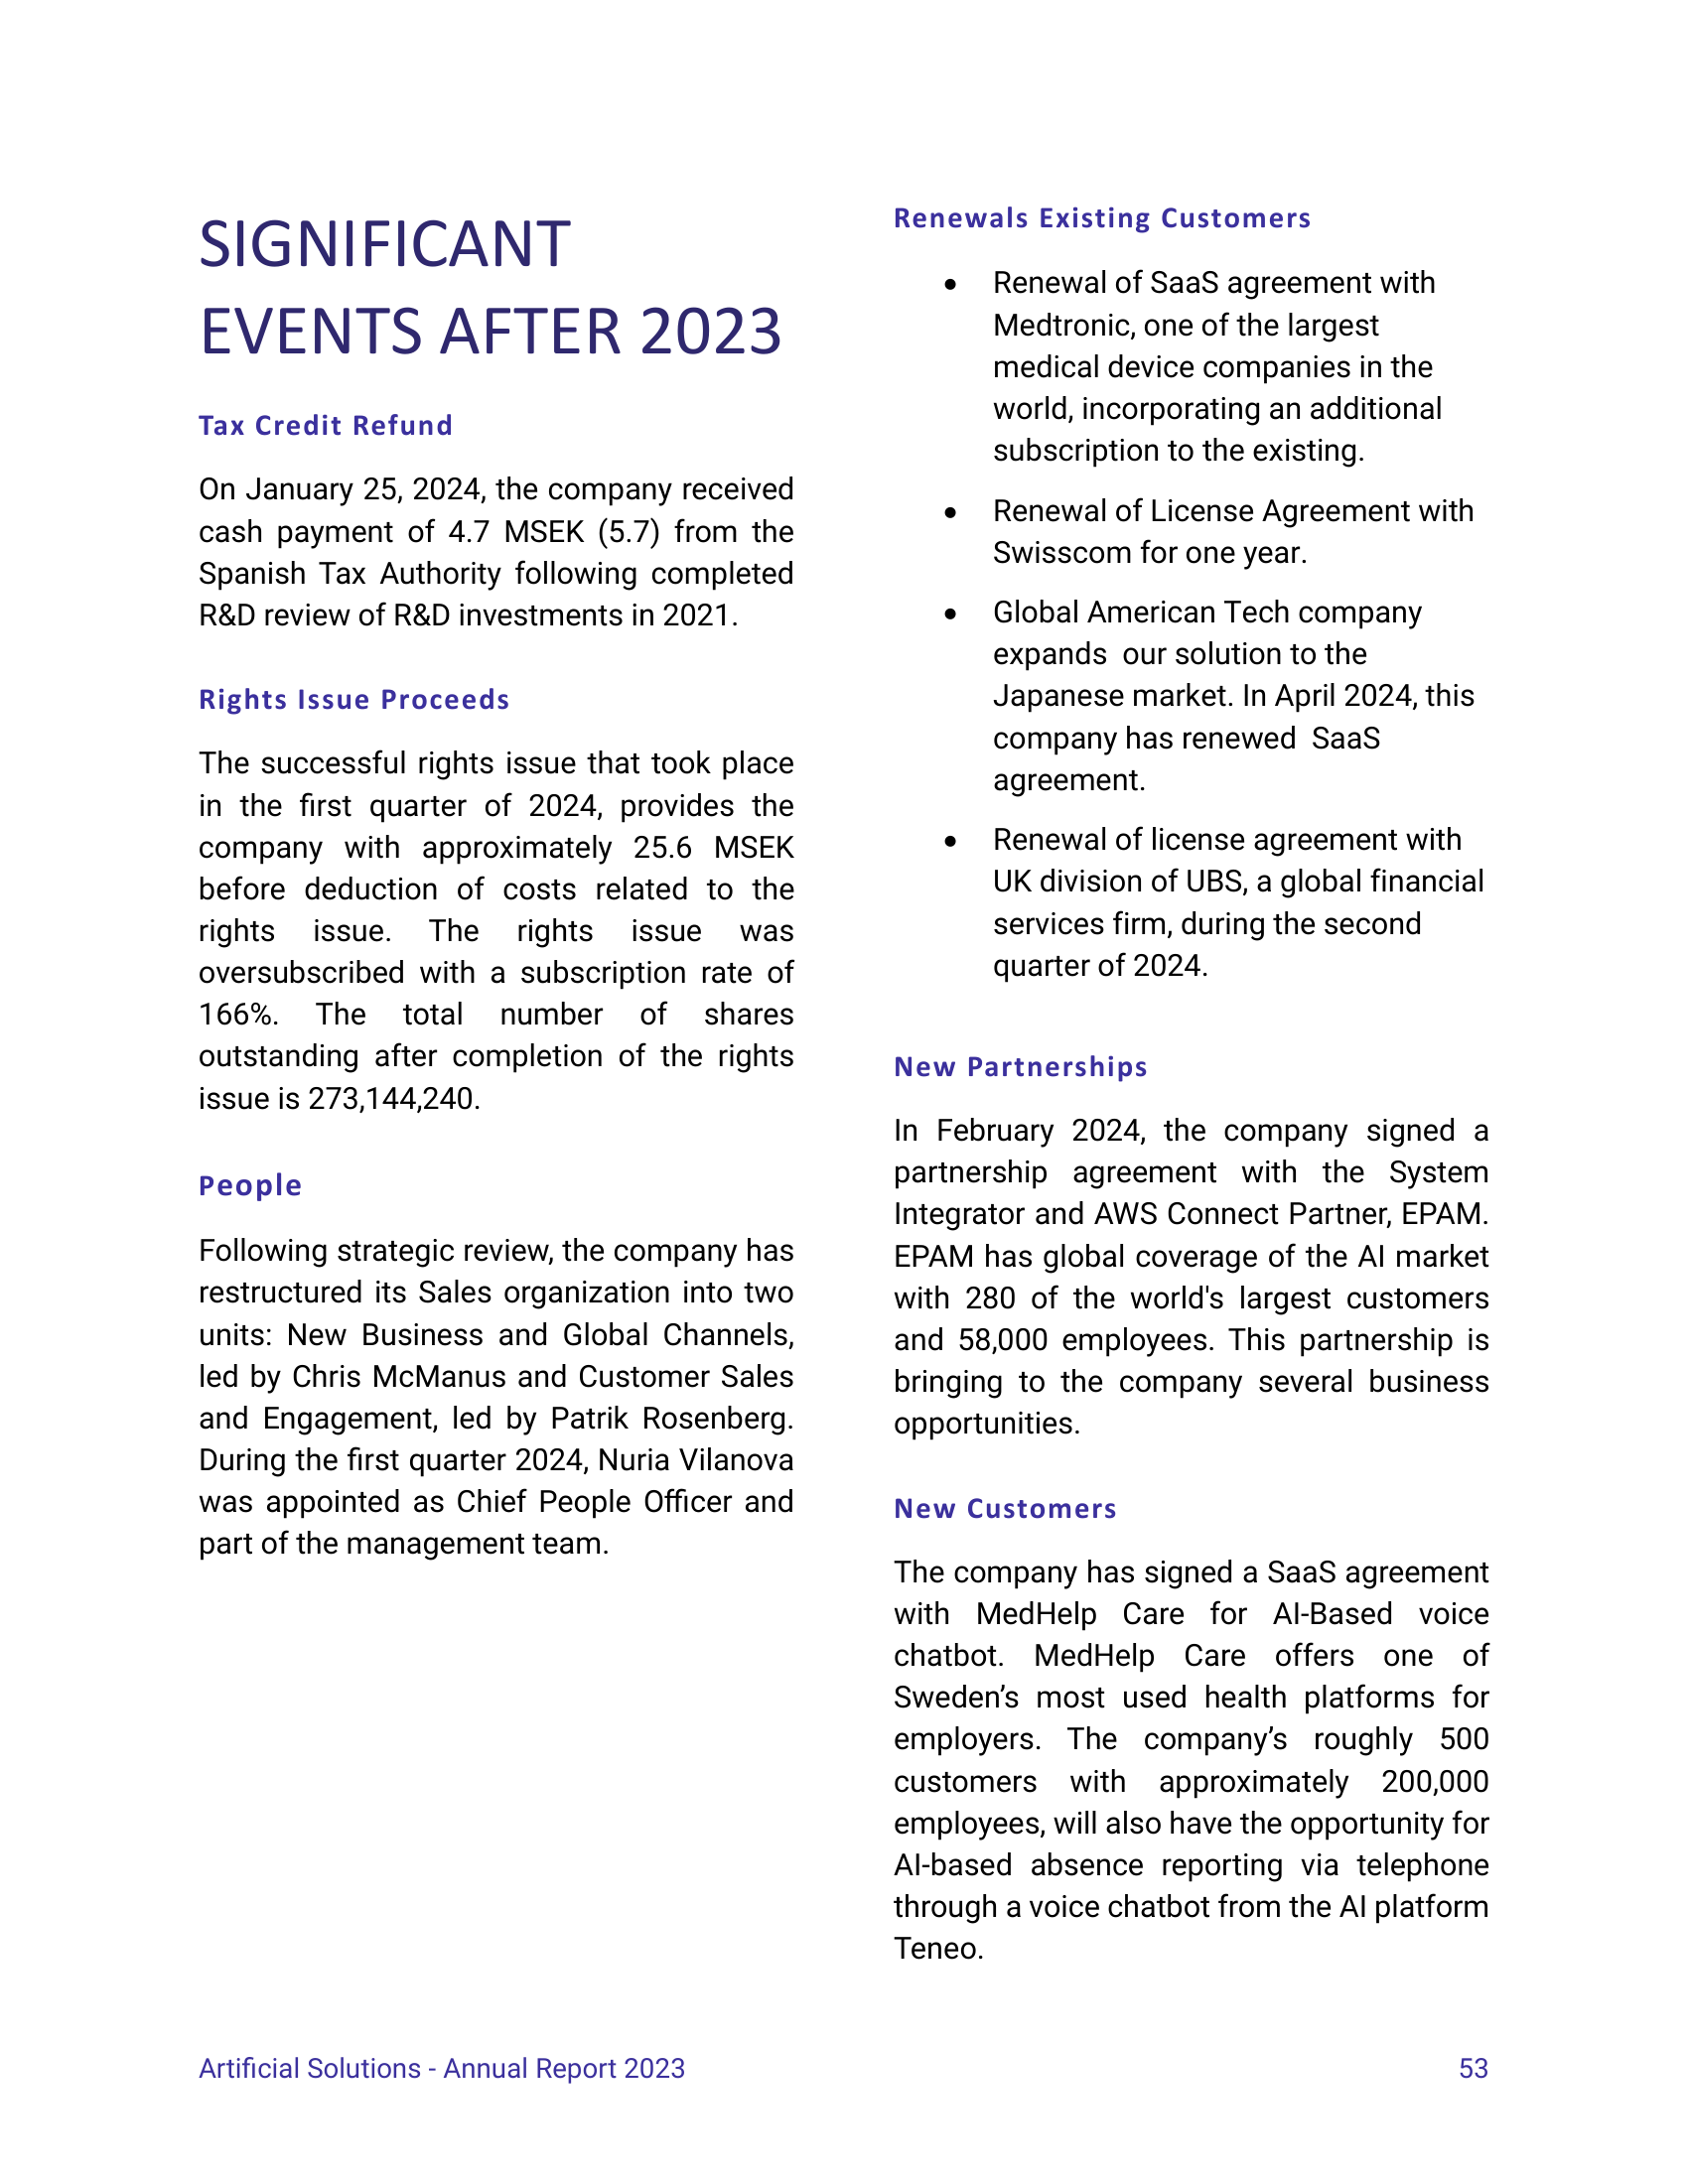 SIGNIFICANT
EVENTS AFTER 2023
Tax Credit Refund
On January 25, 2024, the company received
cash payment of 4.7 MSEK (5.7) from the
Spanish Tax Authority following completed
R&D review of R&D investments in 2021.
Rights Issue Proceeds
The successful rights issue that took place
in the first quarter of 2024, provides the
company with approximately 25.6 MSEK
before deduction of costs related to the
rights issue. The rights issue was
oversubscribed with a subscription rate of
166%. The total number of shares
outstanding after completion of the rights
issue is 273,144,240.
People
Following strategic review, the company has
restructured its Sales organization into two
units: New Business and Global Channels,
led by Chris McManus and Customer Sales
and Engagement, led by Patrik Rosenberg.
During the first quarter 2024, Nuria Vilanova
was appointed as Chief People Officer and
part of the management team.
Renewals Existing Customers
• Renewal of SaaS agreement with
Medtronic, one of the largest
medical device companies in the
world, incorporating an additional
subscription to the existing.
• Renewal of License Agreement with
Swisscom for one year.
• Global American Tech company
expands  our solution to the
Japanese market. In April 2024, this
company has renewed  SaaS
agreement.
• Renewal of license agreement with
UK division of UBS, a global financial
services firm, during the second
quarter of 2024.
New Partnerships
In February 2024, the company signed a
partnership agreement with the System
Integrator and AWS Connect Partner, EPAM.
EPAM has global coverage of the AI market
with 280 of the world's largest customers
and 58,000 employees. This partnership is
bringing to the company several business
opportunities.
New Customers
The company has signed a SaaS agreement
with MedHelp Care for AI-Based voice
chatbot. MedHelp Care offers one of
Sweden’s most used health platforms for
employers. The company’s roughly 500
customers with approximately 200,000
employees, will also have the opportunity for
AI-based absence reporting via telephone
through a voice chatbot from the AI platform
Teneo.
Artificial Solutions - Annual Report 2023
53